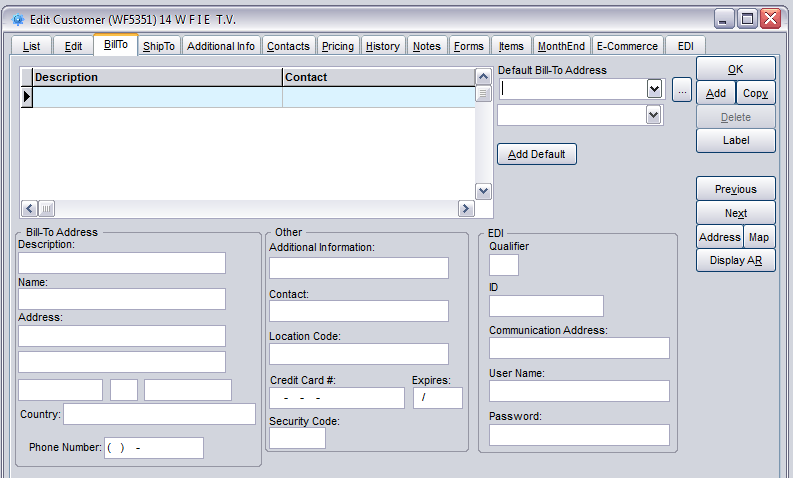 Edit Customer (WF5351) 14 W F I E T.V.
List Edit BillTo ShipTo Additional Info Contacts Pricing History Notes Forms Items MonthEnd E-Commerce EDI
Description Contact
Default Bill-To Address
...
Add Default
OK
Add Copy
Delete
Label
Previous
Next
Address Map
Display AR
Bill-To Address
Description:
Name:
Address:
Country:
Phone Number: ( ) -
Other
Additional Information:
Contact:
Location Code:
Credit Card #: Expires:
- - - /
Security Code:
EDI
Qualifier
ID
Communication Address:
User Name:
Password: